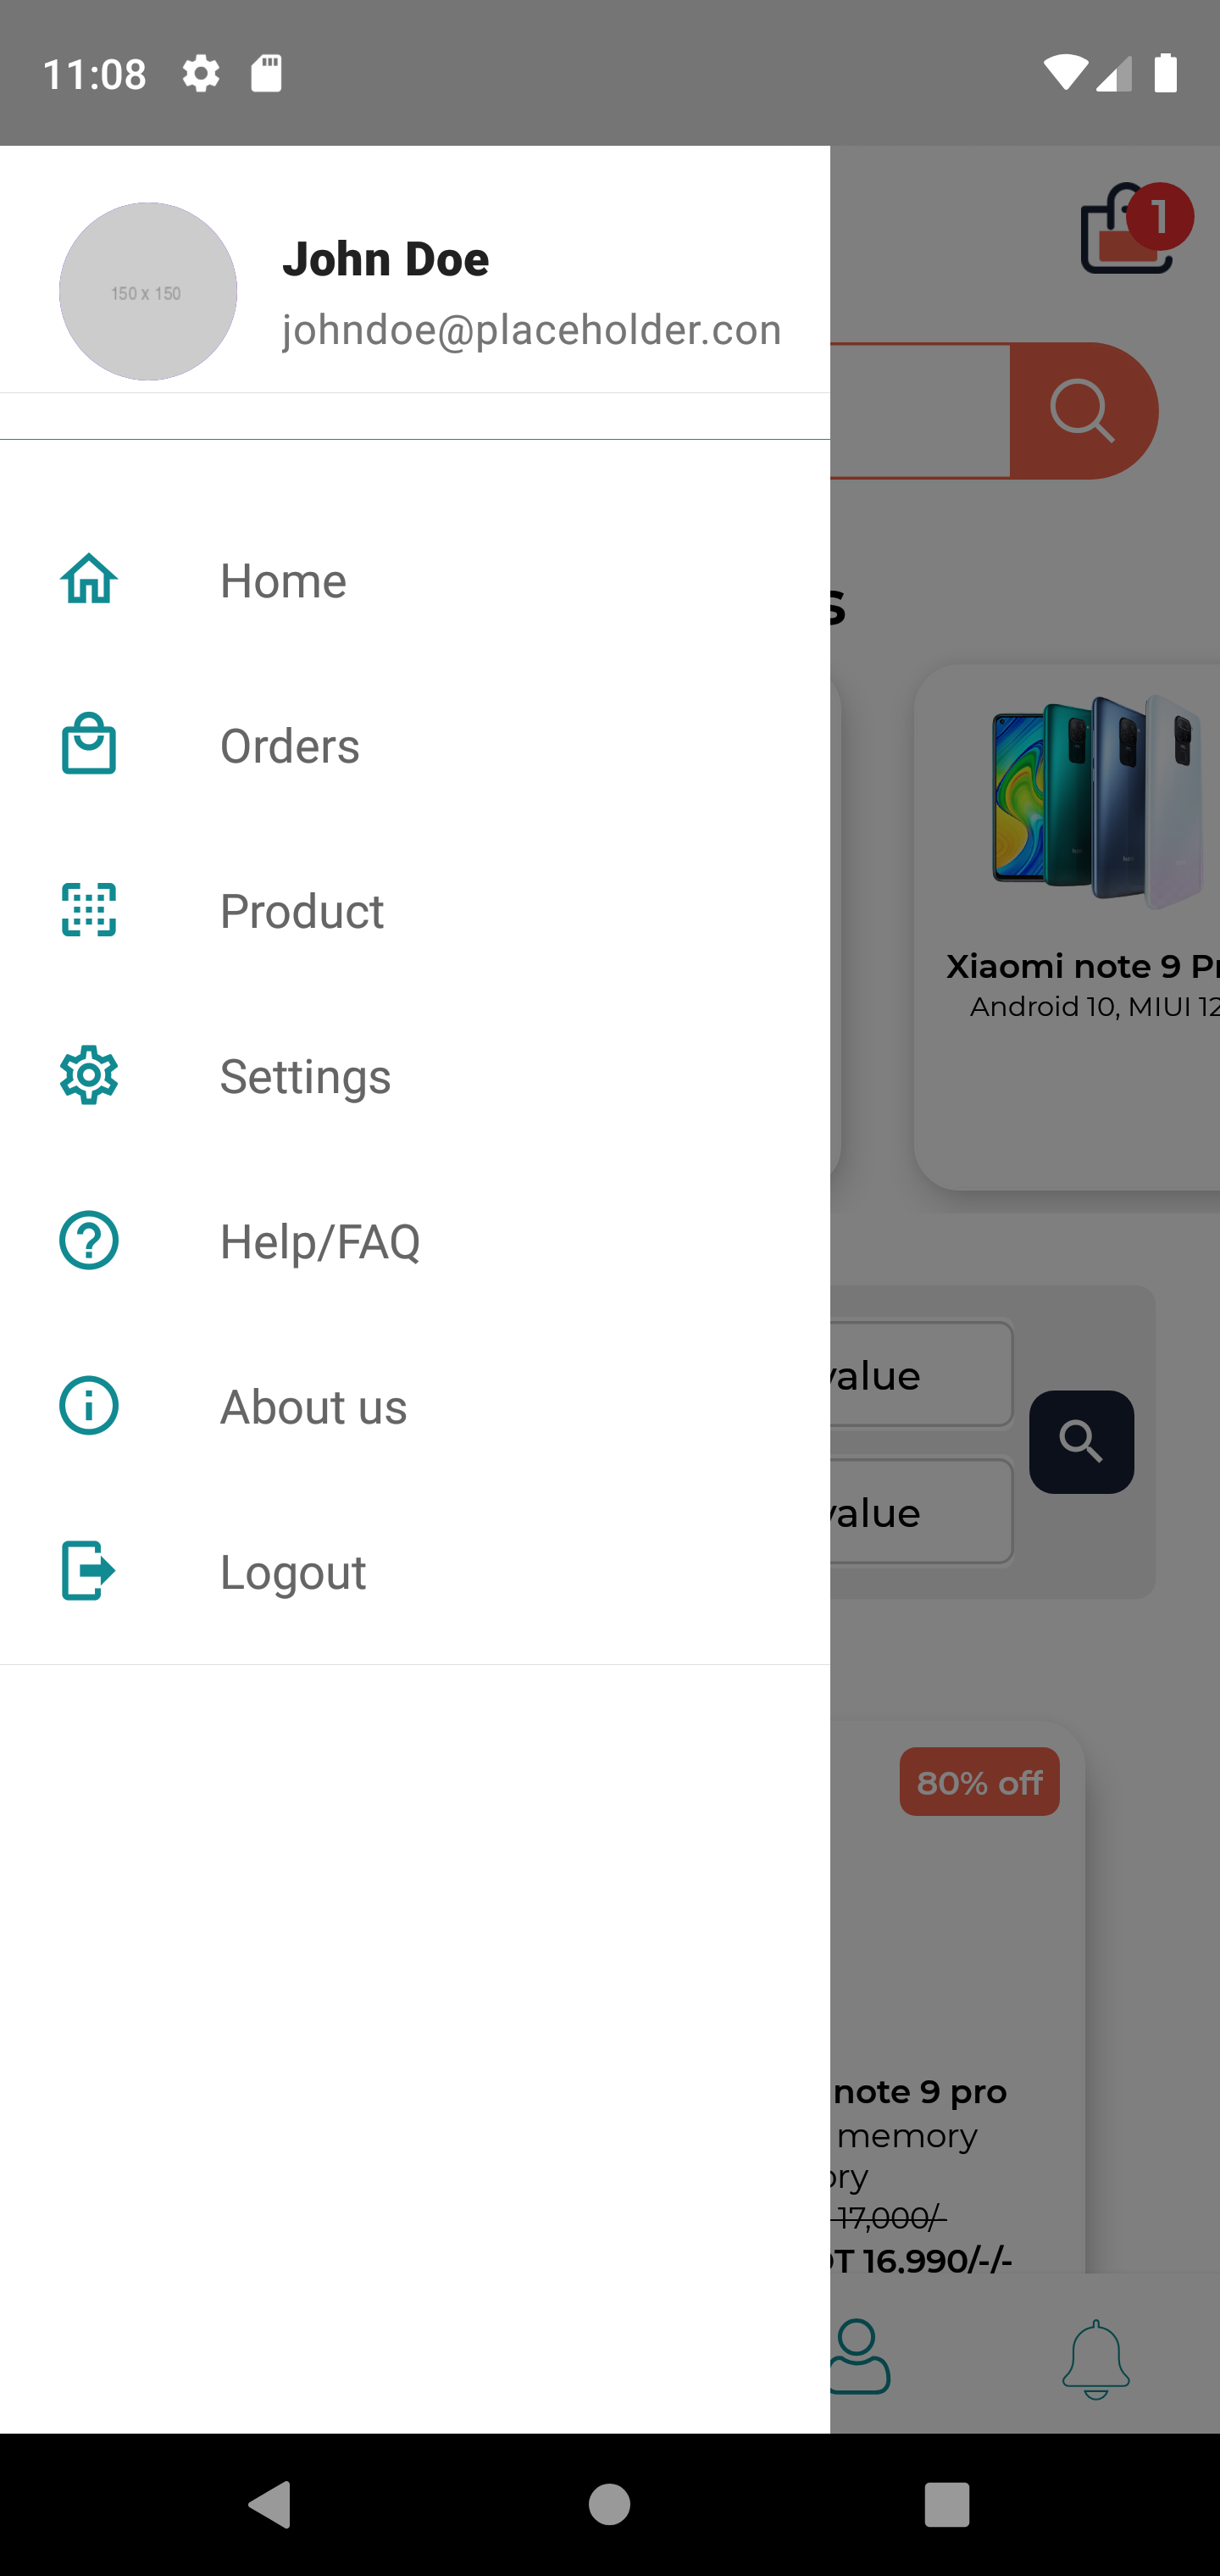 11:08
1
John Doe
150 x 150
johndoe@placeholder.con
Home
Orders
Product
Xiaomi note 9 Pr
Android 10, MIUI 12
Settings
Help/FAQ
value
About us
value
Logout
80% off
note 9 pro
memory
ory
17,000/-
OT 16,990/-/-